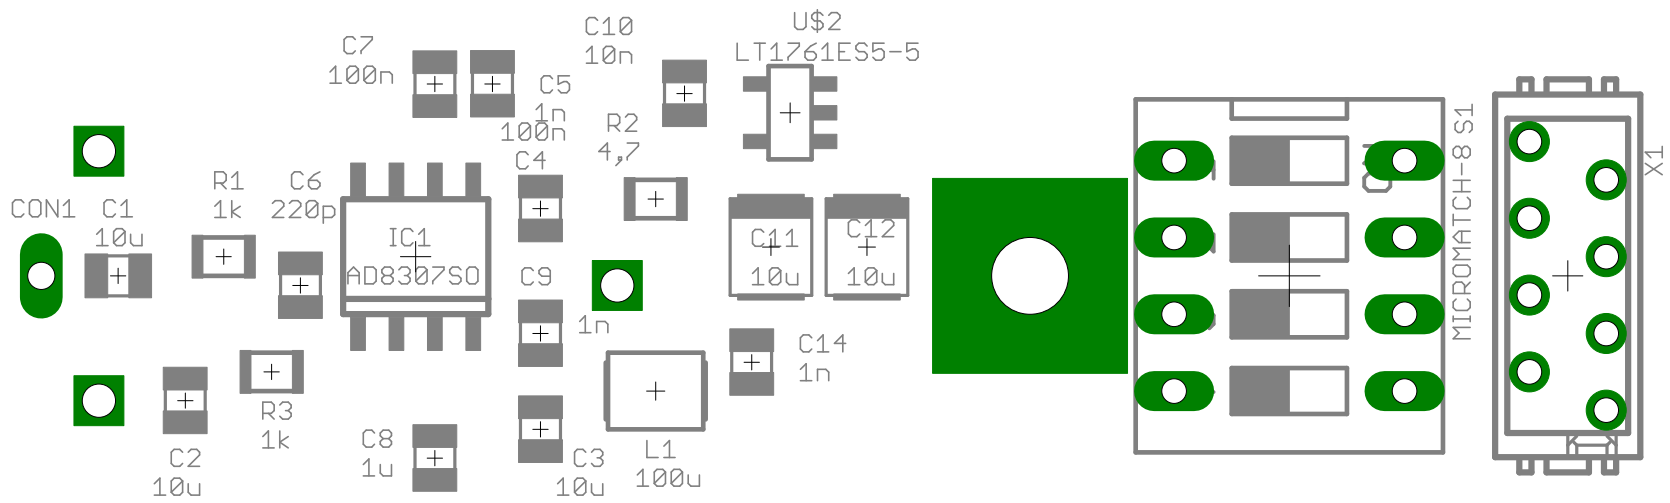 C7
100n
C5
1n
100n
C4
C10
10n
U$2
LT1761ES5-5
R2
4,7
CON1
C1
10u
R1
1k
C6
220p
IC1
AD8307SO
C9
1n
C11
10u
C12
10u
C14
1n
R3
1k
C2
10u
C8
1u
C3
10u
L1
100u
MICROMATCH-8 S1
X1